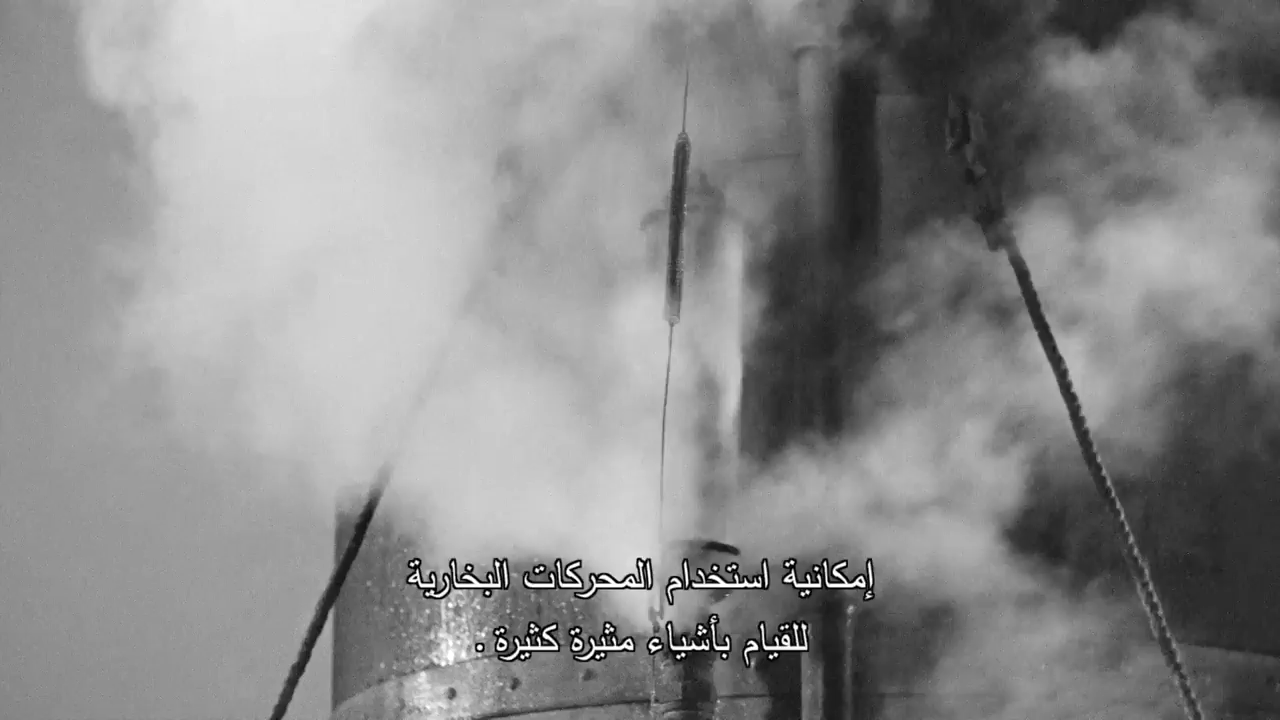 إمكانية استخدام المحركات البخارية
للقيام بأشياء مثيرة كثيرة .